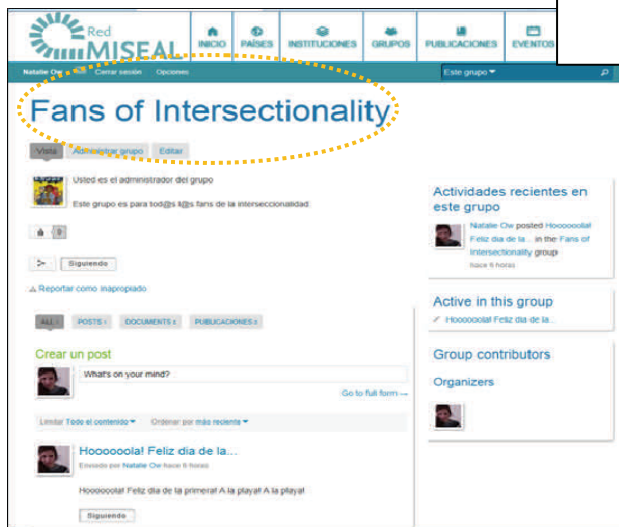 Red
MISEAL
INICIO PAÍSES INSTITUCIONES GRUPOS PUBLICACIONES EVENTOS
Natalie Ow Cerrar sesión Opciones Este grupo
Fans of Intersectionality
Vista Administrar grupo Editar
Usted es el administrador del grupo
Este grupo es para tod@s l@s fans de la interseccionalidad.
9
Siguiendo
Reportar como inapropiado
ALL POSTS DOCUMENTS PUBLICACIONES
Crear un post
What's on your mind?
Go to full form →
Limitar Todo el contenido Ordenar por más reciente
Hoooooola! Feliz dia de la...
Enviado por Natalie Ow hace 6 horas
Hoooooola! Feliz dia de la primera! A la playa!! A la playa!
Siguiendo
Actividades recientes en
este grupo
Natalie Ow posted Hoooooola!
Feliz dia de la... in the Fans of
Intersectionality group
hace 6 horas
Active in this group
Hoooooola! Feliz dia de la...
Group contributors
Organizers